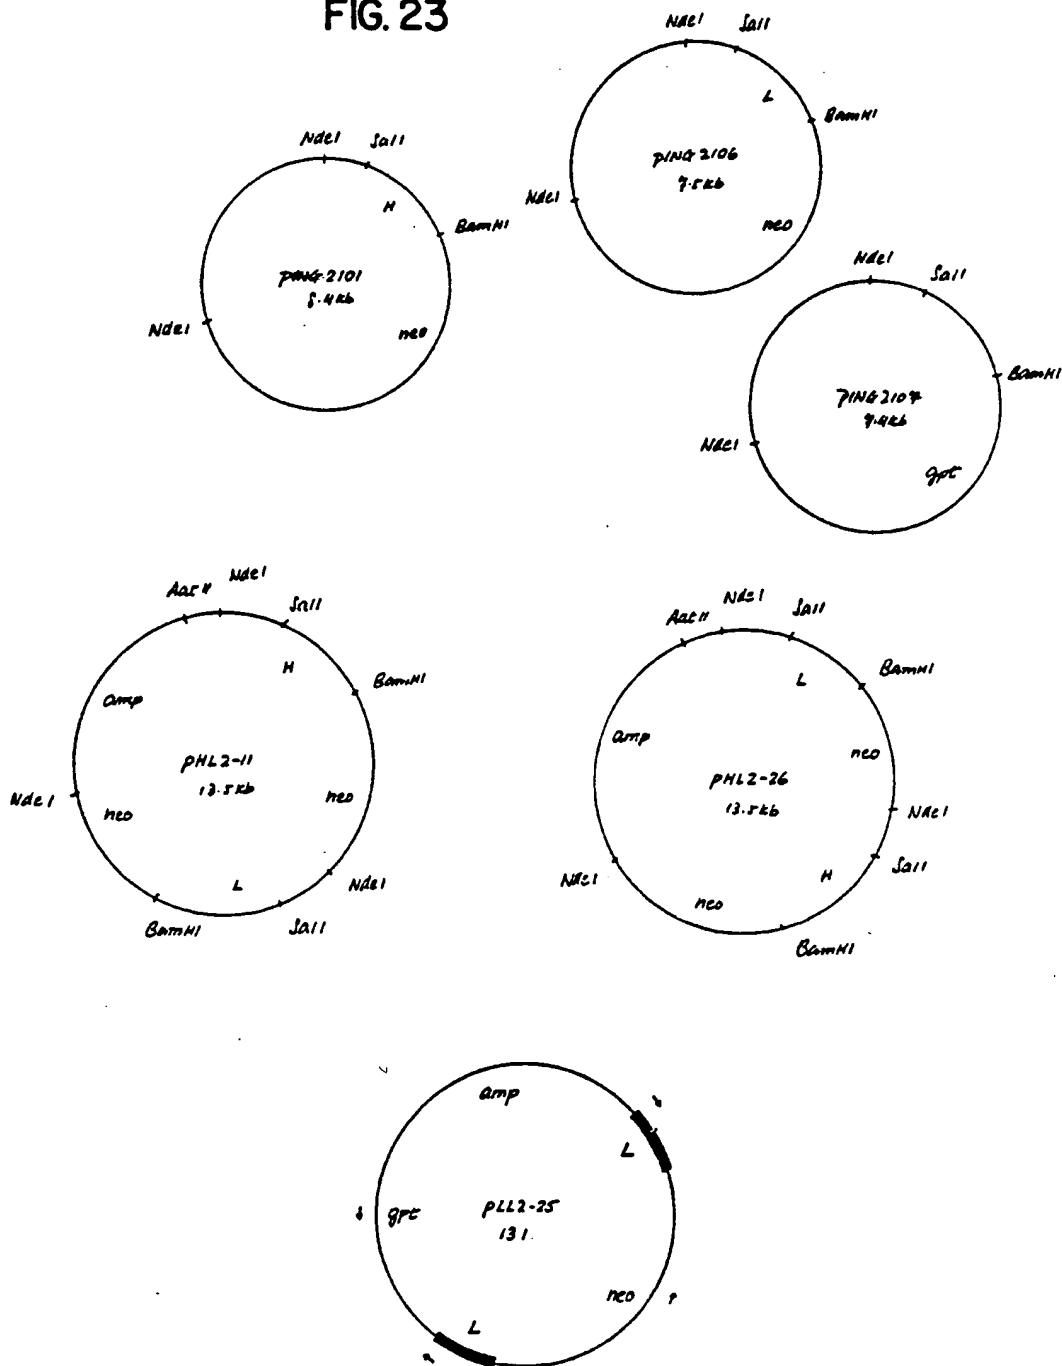 FIG. 23
NdeI
SalI
L
BamHI
pING 2106
7.5kb
NdeI
neo
NdeI
SalI
H
BamHI
pING 2101
8.4kb
NdeI
neo
NdeI
SalI
BamHI
pING 2107
7.4kb
NdeI
gpt
AatII
NdeI
SalI
H
BamHI
amp
pHL2-11
13.5kb
NdeI
neo
neo
L
NdeI
BamHI
SalI
AatII
NdeI
SalI
L
BamHI
amp
neo
pHL2-26
13.5kb
NdeI
SalI
NdeI
H
neo
BamHI
amp
L
gpt
pLL2-25
13.1
neo
L